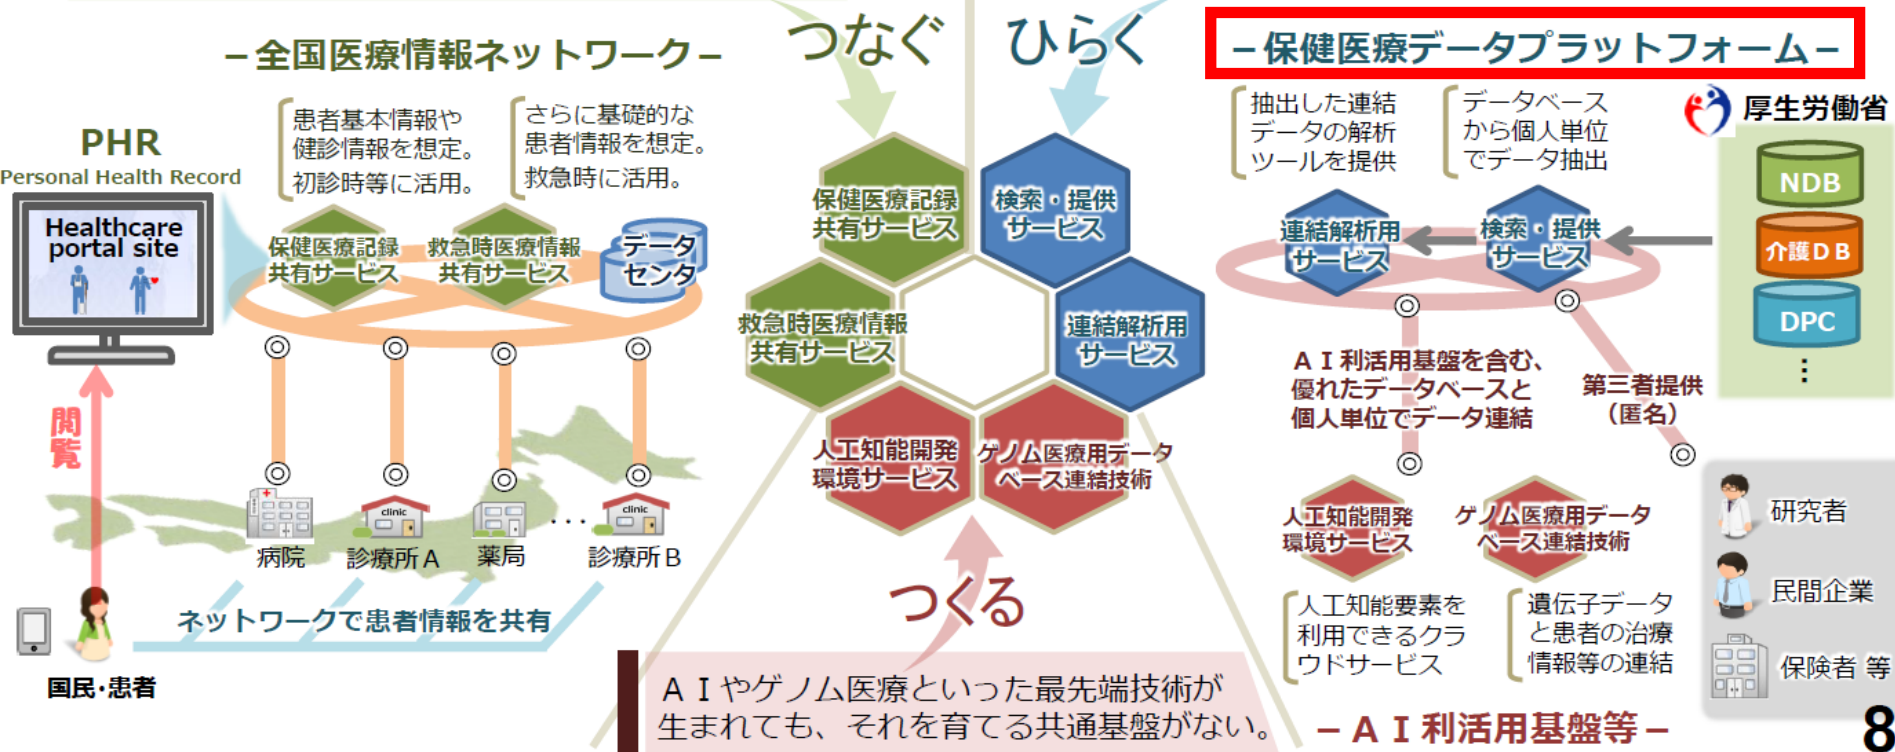 －全国医療情報ネットワーク－
患者基本情報や
健診情報を想定。
初診時等に活用。
さらに基礎的な
患者情報を想定。
救急時に活用。
PHR
Personal Health Record
Healthcare
portal site
保健医療記録
共有サービス
救急時医療情報
共有サービス
データ
センタ
閲覧
病院
clinic
診療所A
薬局
…
clinic
診療所B
ネットワークで患者情報を共有
国民・患者
つなぐ
ひらく
保健医療記録
共有サービス
検索・提供
サービス
救急時医療情報
共有サービス
連結解析用
サービス
人工知能開発
環境サービス
ゲノム医療用データ
ベース連結技術
つくる
ＡＩやゲノム医療といった最先端技術が
生まれても、それを育てる共通基盤がない。
－保健医療データプラットフォーム－
抽出した連結
データの解析
ツールを提供
データベース
から個人単位
でデータ抽出
厚生労働省
NDB
介護ＤＢ
DPC
⋮
連結解析用
サービス
検索・提供
サービス
ＡＩ利活用基盤を含む、
優れたデータベースと
個人単位でデータ連結
第三者提供
（匿名）
人工知能開発
環境サービス
ゲノム医療用データ
ベース連結技術
人工知能要素を
利用できるクラ
ウドサービス
遺伝子データ
と患者の治療
情報等の連結
研究者
民間企業
保険者 等
－ＡＩ利活用基盤等－
8